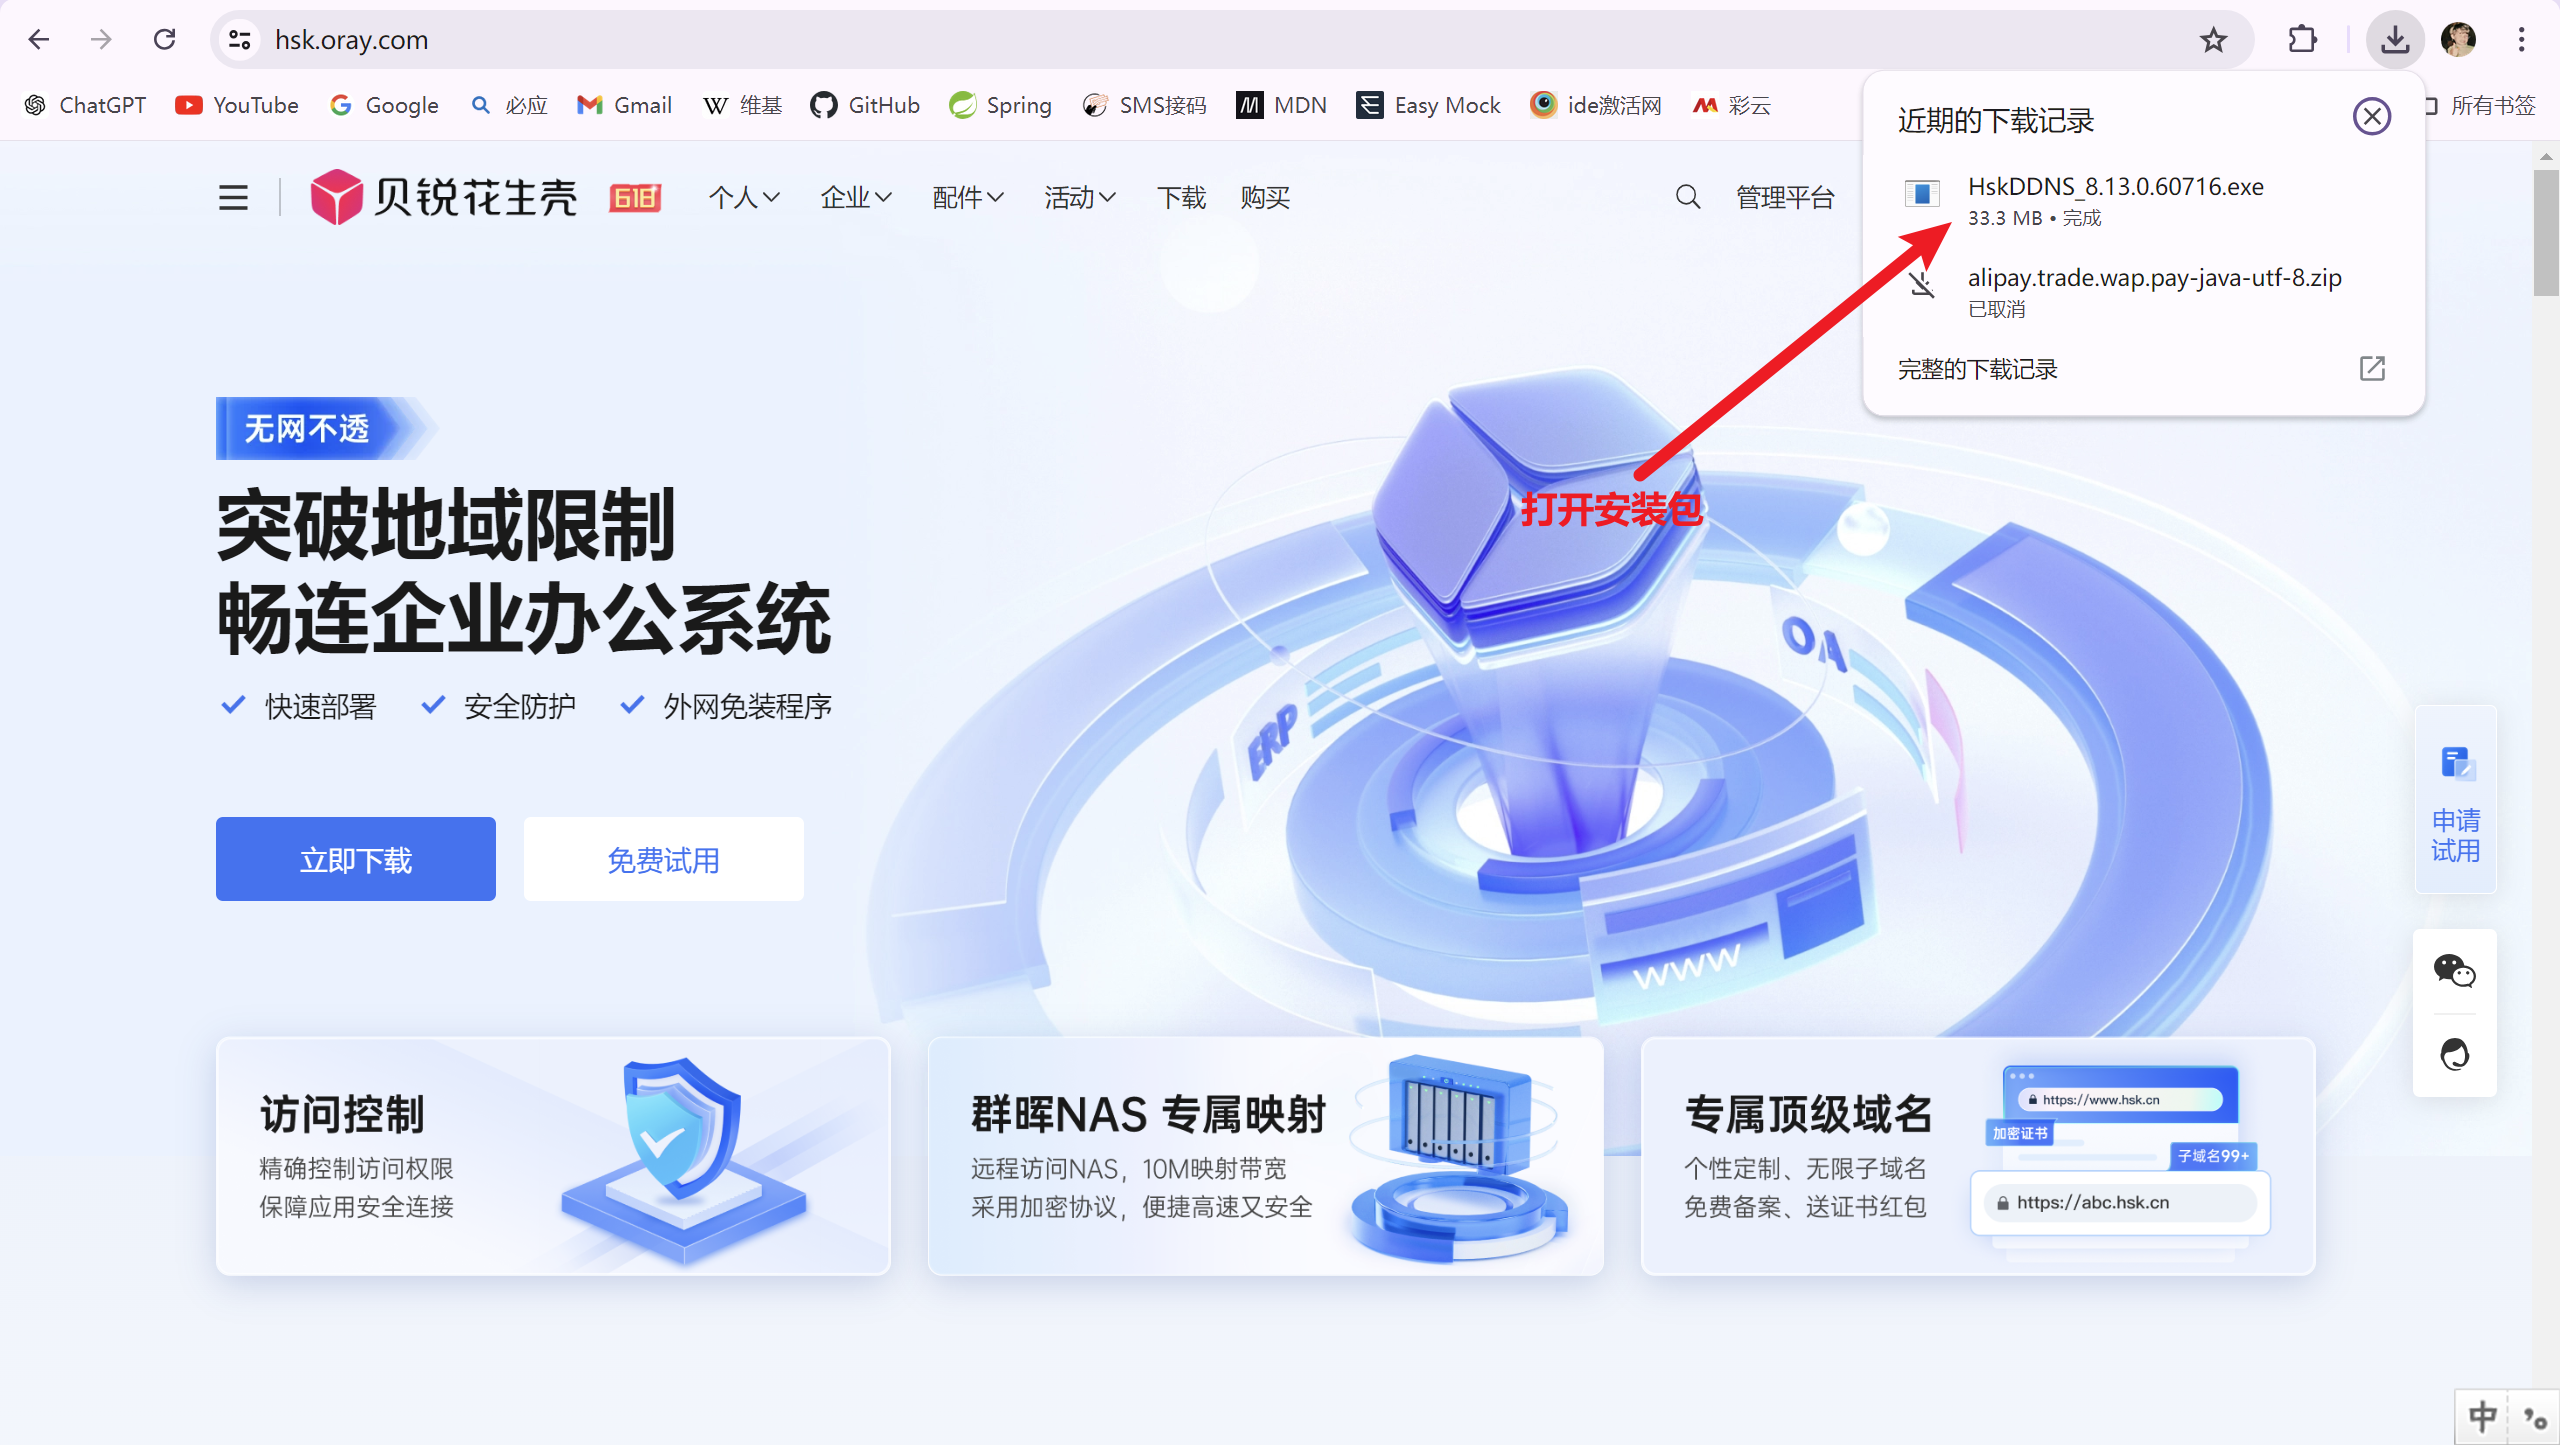 hsk.oray.com
ChatGPT YouTube Google 必应 Gmail 维基 GitHub Spring SMS接码 MDN Easy Mock ide激活网 彩云 所有书签
近期的下载记录
HskDDNS_8.13.0.60716.exe
33.3 MB • 完成
alipay.trade.wap.pay-java-utf-8.zip
已取消
完整的下载记录
贝锐花生壳 618 个人 企业 配件 活动 下载 购买 管理平台
打开安装包
无网不透
突破地域限制
畅连企业办公系统
快速部署 安全防护 外网免装程序
立即下载 免费试用
OA
ERP
WWW
申请
试用
访问控制
精确控制访问权限
保障应用安全连接
群晖NAS 专属映射
远程访问NAS，10M映射带宽
采用加密协议，便捷高速又安全
专属顶级域名
个性定制、无限子域名
免费备案、送证书红包
https://www.hsk.cn
加密证书
子域名99+
https://abc.hsk.cn
中